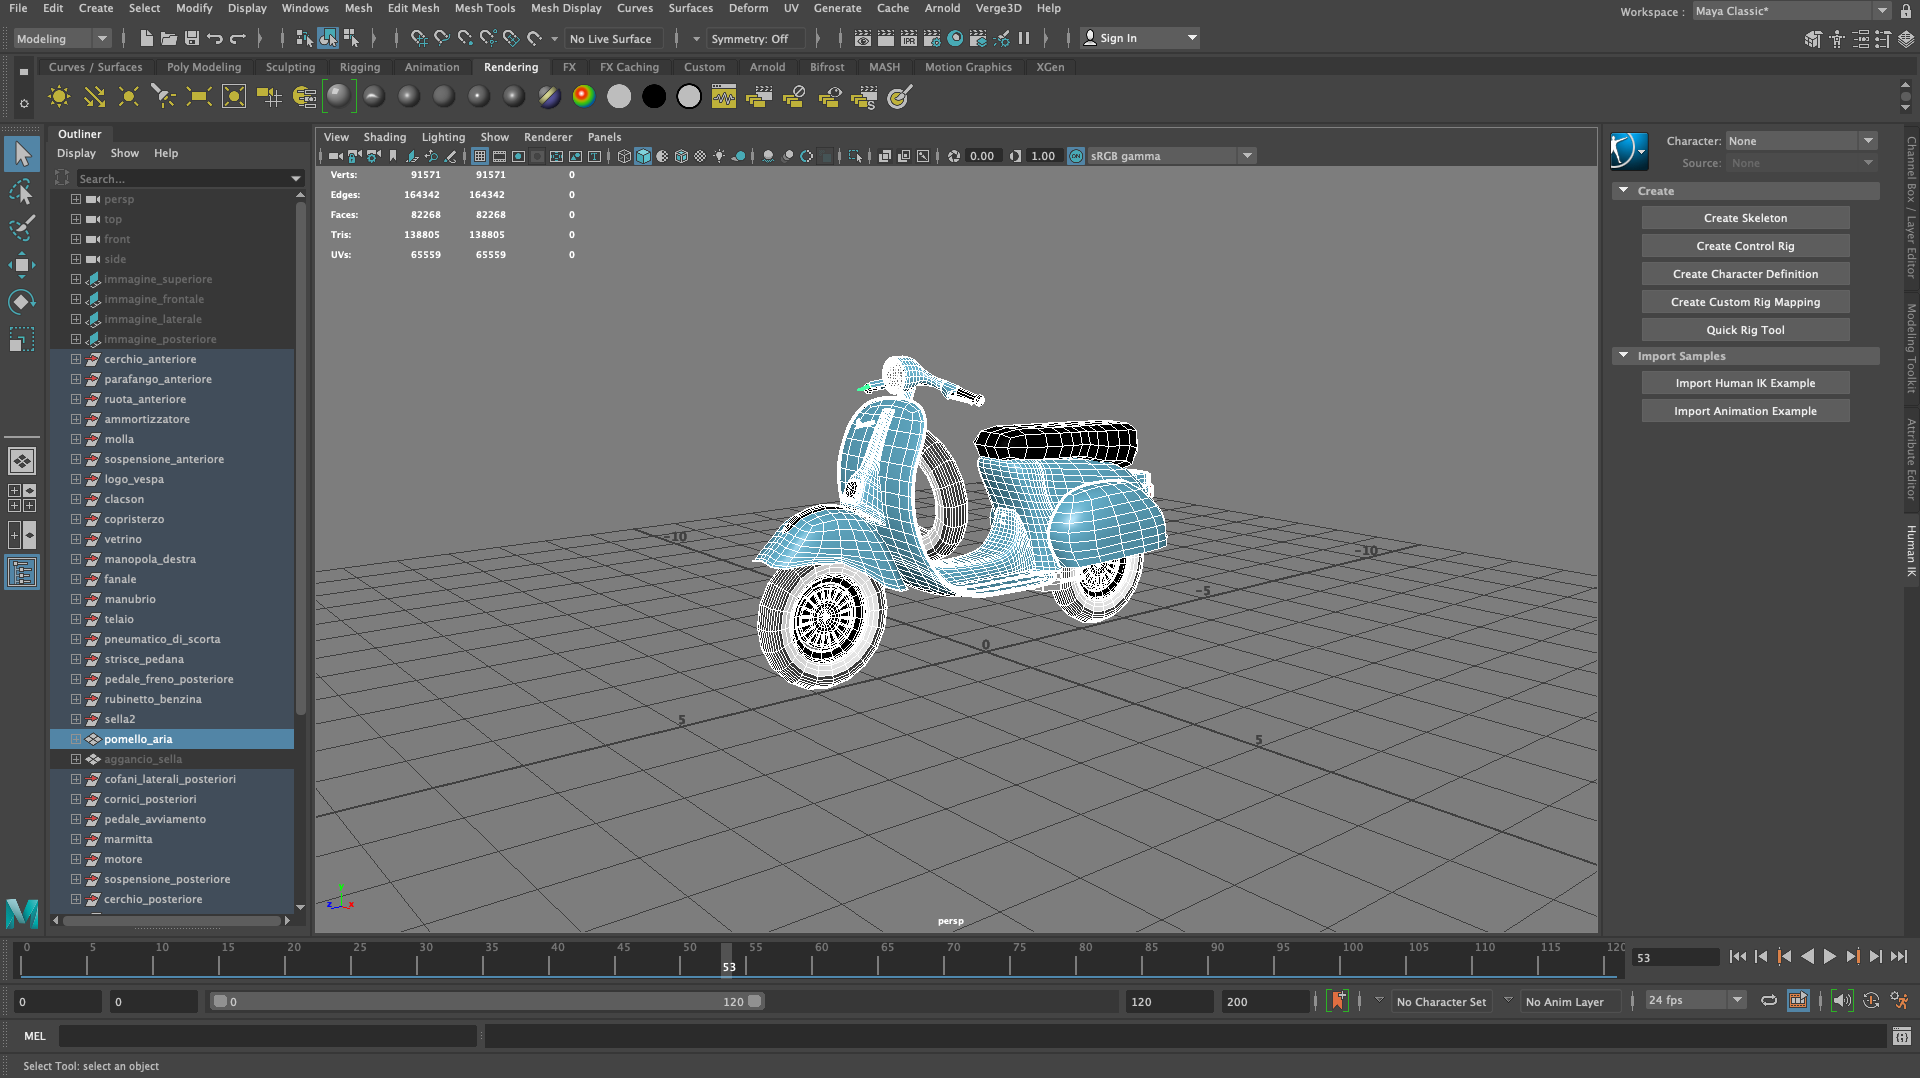 File Edit Create Select Modify Display Windows Mesh Edit Mesh Mesh Tools Mesh Display Curves Surfaces Deform UV Generate Cache Arnold Verge3D Help
Workspace : Maya Classic*
Modeling No Live Surface Symmetry: Off IPR Sign In
Curves / Surfaces Poly Modeling Sculpting Rigging Animation Rendering FX FX Caching Custom Arnold Bifrost MASH Motion Graphics XGen
Outliner
Display Show Help
Search...
persp
top
front
side
immagine_superiore
immagine_frontale
immagine_laterale
immagine_posteriore
cerchio_anteriore
parafango_anteriore
ruota_anteriore
ammortizzatore
molla
sospensione_anteriore
logo_vespa
clacson
copristerzo
vetrino
manopola_destra
fanale
manubrio
telaio
pneumatico_di_scorta
strisce_pedana
pedale_freno_posteriore
rubinetto_benzina
sella2
pomello_aria
aggancio_sella
cofani_laterali_posteriori
cornici_posteriori
pedale_avviamento
marmitta
motore
sospensione_posteriore
cerchio_posteriore
View Shading Lighting Show Renderer Panels
0.00 1.00 ON sRGB gamma
Verts: 91571 91571 0
Edges: 164342 164342 0
Faces: 82268 82268 0
Tris: 138805 138805 0
UVs: 65559 65559 0
-10
-10
-5
0
5
5
y
z x
persp
Character: None
Source: None
Create
Create Skeleton
Create Control Rig
Create Character Definition
Create Custom Rig Mapping
Quick Rig Tool
Import Samples
Import Human IK Example
Import Animation Example
Channel Box / Layer Editor
Modeling Toolkit
Attribute Editor
Human IK
0 5 10 15 20 25 30 35 40 45 50 55 60 65 70 75 80 85 90 95 100 105 110 115 120
53
53
0 0 0 120 120 200 No Character Set No Anim Layer 24 fps
MEL
Select Tool: select an object